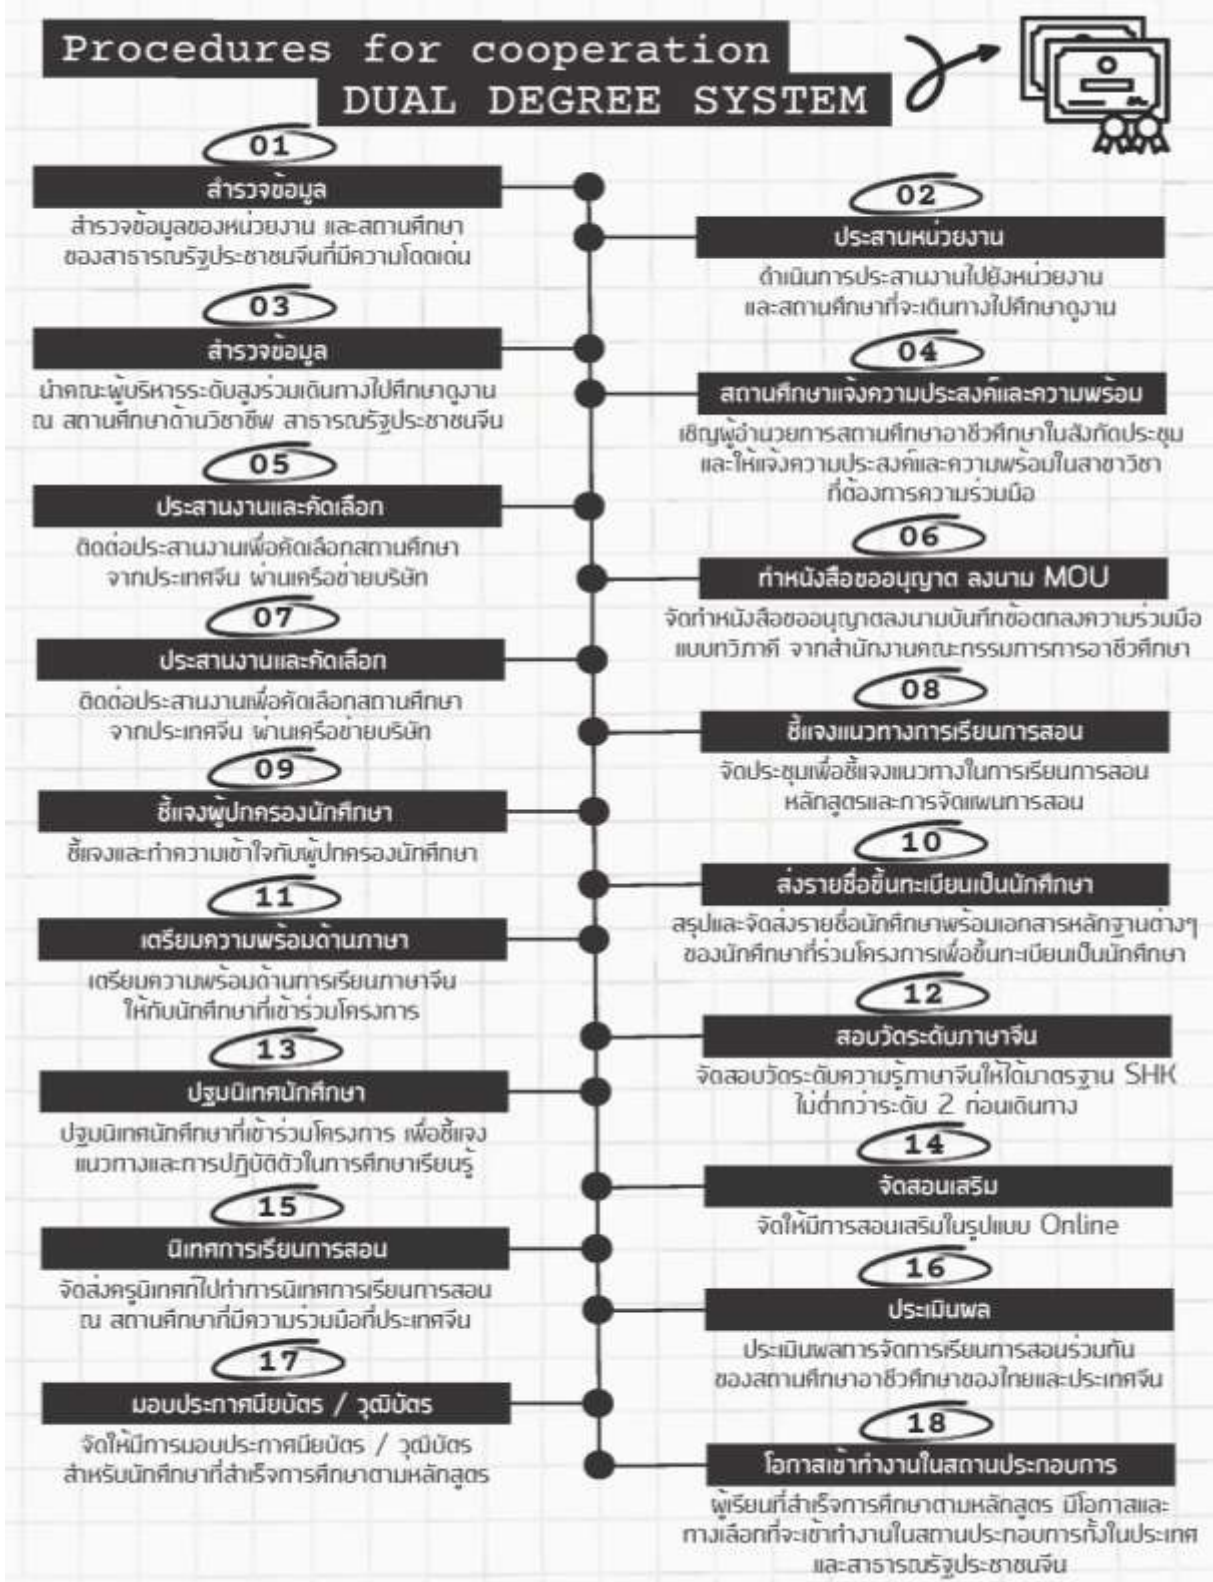 Procedures for cooperation
DUAL DEGREE SYSTEM
01
สำรวจข้อมูล
สำรวจข้อมูลของหน่วยงาน และสถานศึกษา
ของสาธารณรัฐประชาชนจีนที่มีความโดดเด่น
02
ประสานหน่วยงาน
ดำเนินการประสานงานไปยังหน่วยงาน
และสถานศึกษาที่จะเดินทางไปศึกษาดูงาน
03
สำรวจข้อมูล
นำคณะผู้บริหารระดับสูงร่วมเดินทางไปศึกษาดูงาน
ณ สถานศึกษาด้านวิชาชีพ สาธารณรัฐประชาชนจีน
04
สถานศึกษาแจ้งความประสงค์และความพร้อม
เชิญผู้อำนวยการสถานศึกษาอาชีวศึกษาในสังกัดประชุม
และให้แจ้งความประสงค์และความพร้อมในสาขาวิชา
ที่ต้องการความร่วมมือ
05
ประสานงานและคัดเลือก
ติดต่อประสานงานเพื่อคัดเลือกสถานศึกษา
จากประเทศจีน ผ่านเครือข่ายบริษัท
06
ทำหนังสือขออนุญาต ลงนาม MOU
จัดทำหนังสือขออนุญาตลงนามบันทึกข้อตกลงความร่วมมือ
แบบทวิภาคี จากสำนักงานคณะกรรมการการอาชีวศึกษา
07
ประสานงานและคัดเลือก
ติดต่อประสานงานเพื่อคัดเลือกสถานศึกษา
จากประเทศจีน ผ่านเครือข่ายบริษัท
08
ชี้แจงแนวทางการเรียนการสอน
จัดประชุมเพื่อชี้แจงแนวทางในการเรียนการสอน
หลักสูตรและการจัดแผนการสอน
09
ชี้แจงผู้ปกครองนักศึกษา
ชี้แจงและทำความเข้าใจกับผู้ปกครองนักศึกษา
10
ส่งรายชื่อขึ้นทะเบียนเป็นนักศึกษา
สรุปและจัดส่งรายชื่อนักศึกษาพร้อมเอกสารหลักฐานต่างๆ
ของนักศึกษาที่ร่วมโครงการเพื่อขึ้นทะเบียนเป็นนักศึกษา
11
เตรียมความพร้อมด้านภาษา
เตรียมความพร้อมด้านการเรียนภาษาจีน
ให้กับนักศึกษาที่เข้าร่วมโครงการ
12
สอบวัดระดับภาษาจีน
จัดสอบวัดระดับความรู้ภาษาจีนให้ได้มาตรฐาน SHK
ไม่ต่ำกว่าระดับ 2 ก่อนเดินทาง
13
ปฐมนิเทศนักศึกษา
ปฐมนิเทศนักศึกษาที่เข้าร่วมโครงการ เพื่อชี้แจง
แนวทางและการปฏิบัติตัวในการศึกษาเรียนรู้
14
จัดสอนเสริม
จัดให้มีการสอนเสริมในรูปแบบ Online
15
นิเทศการเรียนการสอน
จัดส่งครูนิเทศก์ไปทำการนิเทศการเรียนการสอน
ณ สถานศึกษาที่มีความร่วมมือที่ประเทศจีน
16
ประเมินผล
ประเมินผลการจัดการเรียนการสอนร่วมกัน
ของสถานศึกษาอาชีวศึกษาของไทยและประเทศจีน
17
มอบประกาศนียบัตร / วุฒิบัตร
จัดให้มีการมอบประกาศนียบัตร / วุฒิบัตร
สำหรับนักศึกษาที่สำเร็จการศึกษาตามหลักสูตร
18
โอกาสเข้าทำงานในสถานประกอบการ
ผู้เรียนที่สำเร็จการศึกษาตามหลักสูตร มีโอกาสและ
ทางเลือกที่จะเข้าทำงานในสถานประกอบการทั้งในประเทศ
และสาธารณรัฐประชาชนจีน